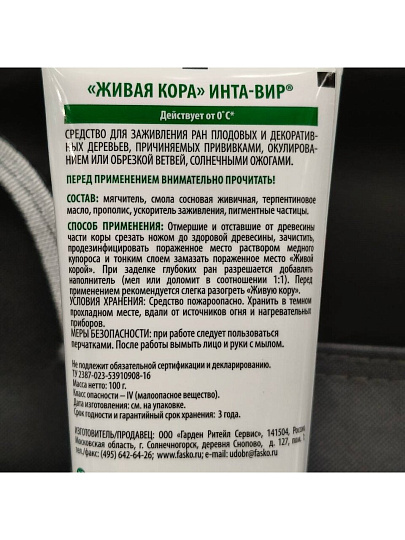 «ЖИВАЯ КОРА» ИНТА-ВИР®
Действует от 0˚С*
СРЕДСТВО ДЛЯ ЗАЖИВЛЕНИЯ РАН ПЛОДОВЫХ И ДЕКОРАТИВ-
НЫХ ДЕРЕВЬЕВ, ПРИЧИНЯЕМЫХ ПРИВИВКАМИ, ОКУЛИРОВАНИ-
ЕМ ИЛИ ОБРЕЗКОЙ ВЕТВЕЙ, СОЛНЕЧНЫМИ ОЖОГАМИ.
ПЕРЕД ПРИМЕНЕНИЕМ ВНИМАТЕЛЬНО ПРОЧИТАТЬ!
СОСТАВ: мягчитель, смола сосновая живичная, терпентиновое
масло, прополис, ускоритель заживления, пигментные частицы.
СПОСОБ ПРИМЕНЕНИЯ: Отмершие и отставшие от древесины
части коры срезать ножом до здоровой древесины, зачистить,
продезинфицировать пораженное место раствором медного
купороса и тонким слоем замазать пораженное место «Живой
корой». При заделке глубоких ран разрешается добавлять
наполнитель (мел или доломит в соотношении 1:1). Перед
применением рекомендуется слегка разогреть «Живую кору».
УСЛОВИЯ ХРАНЕНИЯ: Средство пожароопасно. Хранить в темном
прохладном месте, вдали от источников огня и нагревательных
приборов.
МЕРЫ БЕЗОПАСНОСТИ: при работе следует пользоваться
перчатками. После работы вымыть лицо и руки с мылом.
Не подлежит обязательной сертификации и декларированию.
ТУ 2387-023-53910908-16
Масса нетто: 100 г.
Класс опасности – IV (малоопасное вещество).
Дата изготовления: см. на упаковке.
Срок годности и гарантийный срок хранения: 3 года.
ИЗГОТОВИТЕЛЬ/ПРОДАВЕЦ: ООО «Гарден Ритейл Сервис», 141504, Россия,
Московская область, г. Солнечногорск, деревня Снопово, д. 127, пом. 1.
тел./факс: (495) 642-64-26; www.fasko.ru; e-mail: udobr@fasko.ru